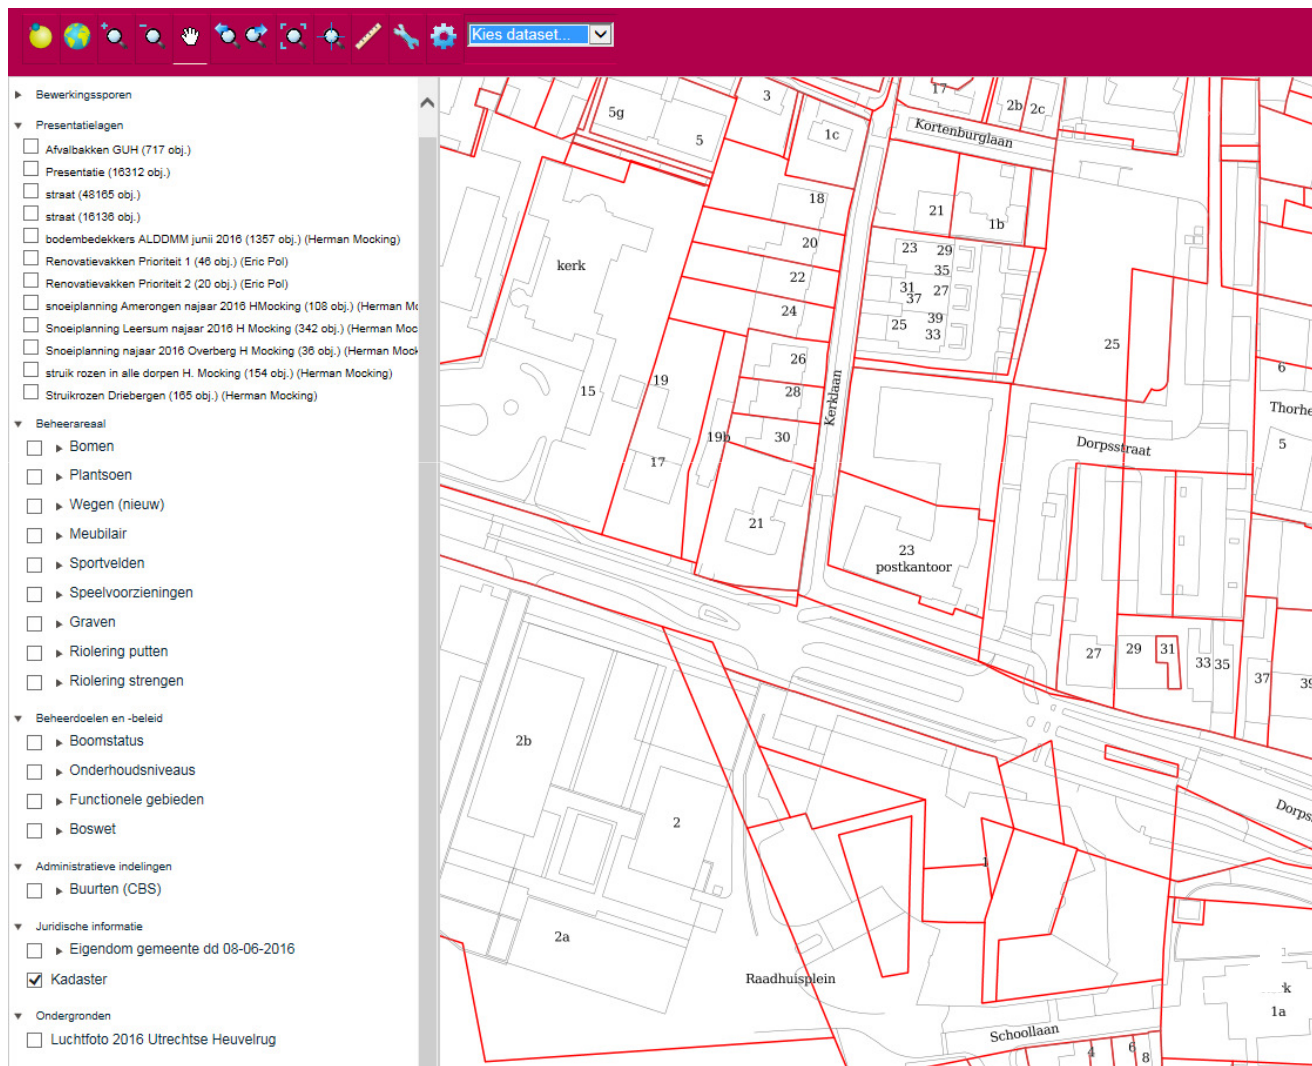 Kies dataset...
Bewerkingssporen
Presentatielagen
Afvalbakken GUH (717 obj.)
Presentatie (16312 obj.)
straat (48165 obj.)
straat (16136 obj.)
bodembedekkers ALDDMM junii 2016 (1357 obj.) (Herman Mocking)
Renovatievakken Prioriteit 1 (46 obj.) (Eric Pol)
Renovatievakken Prioriteit 2 (20 obj.) (Eric Pol)
snoeiplanning Amerongen najaar 2016 HMocking (108 obj.) (Herman Mo
Snoeiplanning Leersum najaar 2016 H Mocking (342 obj.) (Herman Moc
Snoeiplanning najaar 2016 Overberg H Mocking (36 obj.) (Herman Mock
struik rozen in alle dorpen H. Mocking (154 obj.) (Herman Mocking)
Struikrozen Driebergen (165 obj.) (Herman Mocking)
Beheerareaal
Bomen
Plantsoen
Wegen (nieuw)
Meubilair
Sportvelden
Speelvoorzieningen
Graven
Riolering putten
Riolering strengen
Beheerdoelen en -beleid
Boomstatus
Onderhoudsniveaus
Functionele gebieden
Boswet
Administratieve indelingen
Buurten (CBS)
Juridische informatie
Eigendom gemeente dd 08-06-2016
Kadaster
Ondergronden
Luchtfoto 2016 Utrechtse Heuvelrug
17
3
2b
2c
5g
1c
Kortenburglaan
5
18
21
1b
20
23
29
kerk
35
22
31
27
37
24
39
25
33
25
26
6
19
15
28
Kerklaan
Thorhe
19b
30
Dorpsstraat
5
17
21
23
postkantoor
27
29
31
33
35
37
39
2b
2
Dorps
1
2a
Raadhuisplein
k
1a
Schoollaan
4
6
8